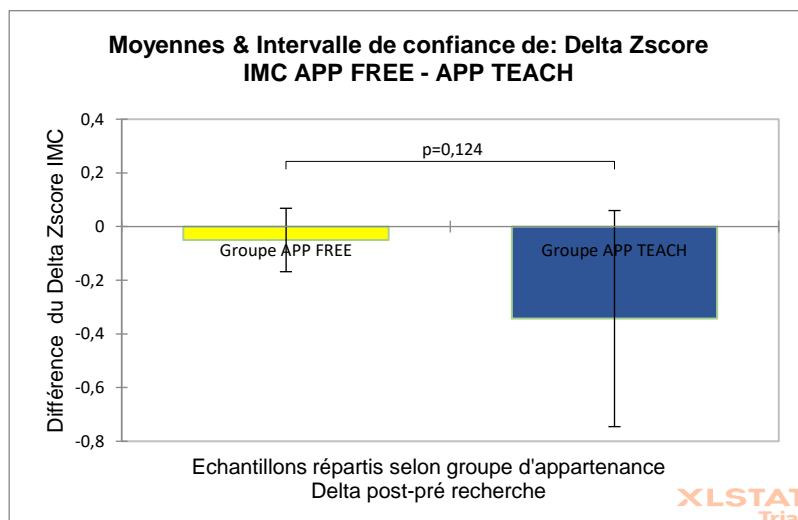 Moyennes & Intervalle de confiance de: Delta Zscore
IMC APP FREE - APP TEACH
Différence du Delta Zscore IMC
0,4
0,2
0
-0,2
-0,4
-0,6
-0,8
p=0,124
Groupe APP FREE
Groupe APP TEACH
Echantillons répartis selon groupe d'appartenance
Delta post-pré recherche
XLSTAT
Tria